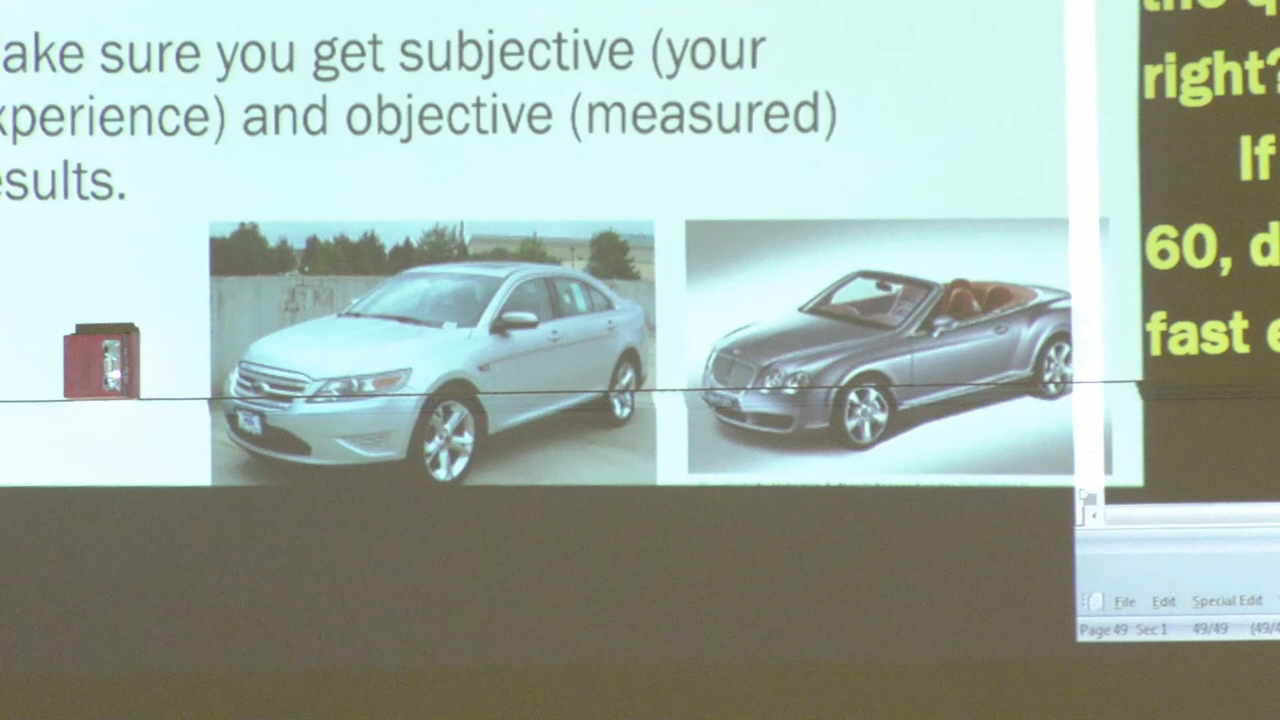 ake sure you get subjective (your
xperience) and objective (measured)
esults.
right?
If
60, d
fast e
File Edit Special Edit
Page 49 Sec 1 49/49 (49/4